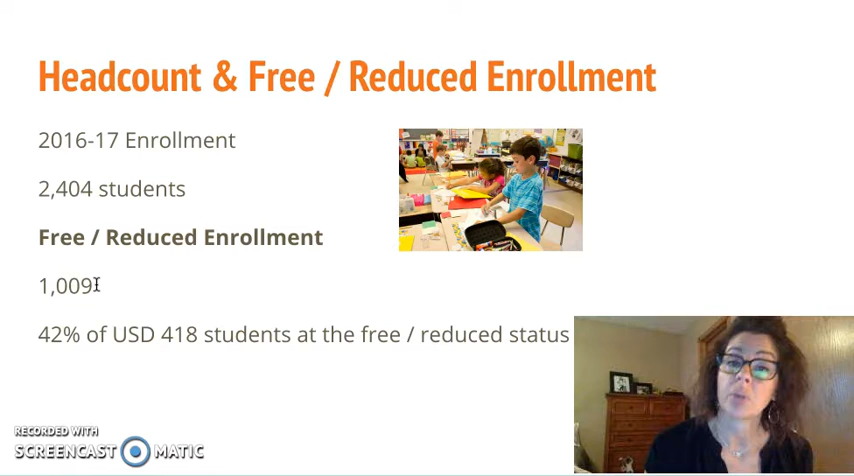 Headcount & Free / Reduced Enrollment
2016-17 Enrollment
2,404 students
Free / Reduced Enrollment
1,009
42% of USD 418 students at the free / reduced status
RECORDED WITH
SCREENCAST MATIC